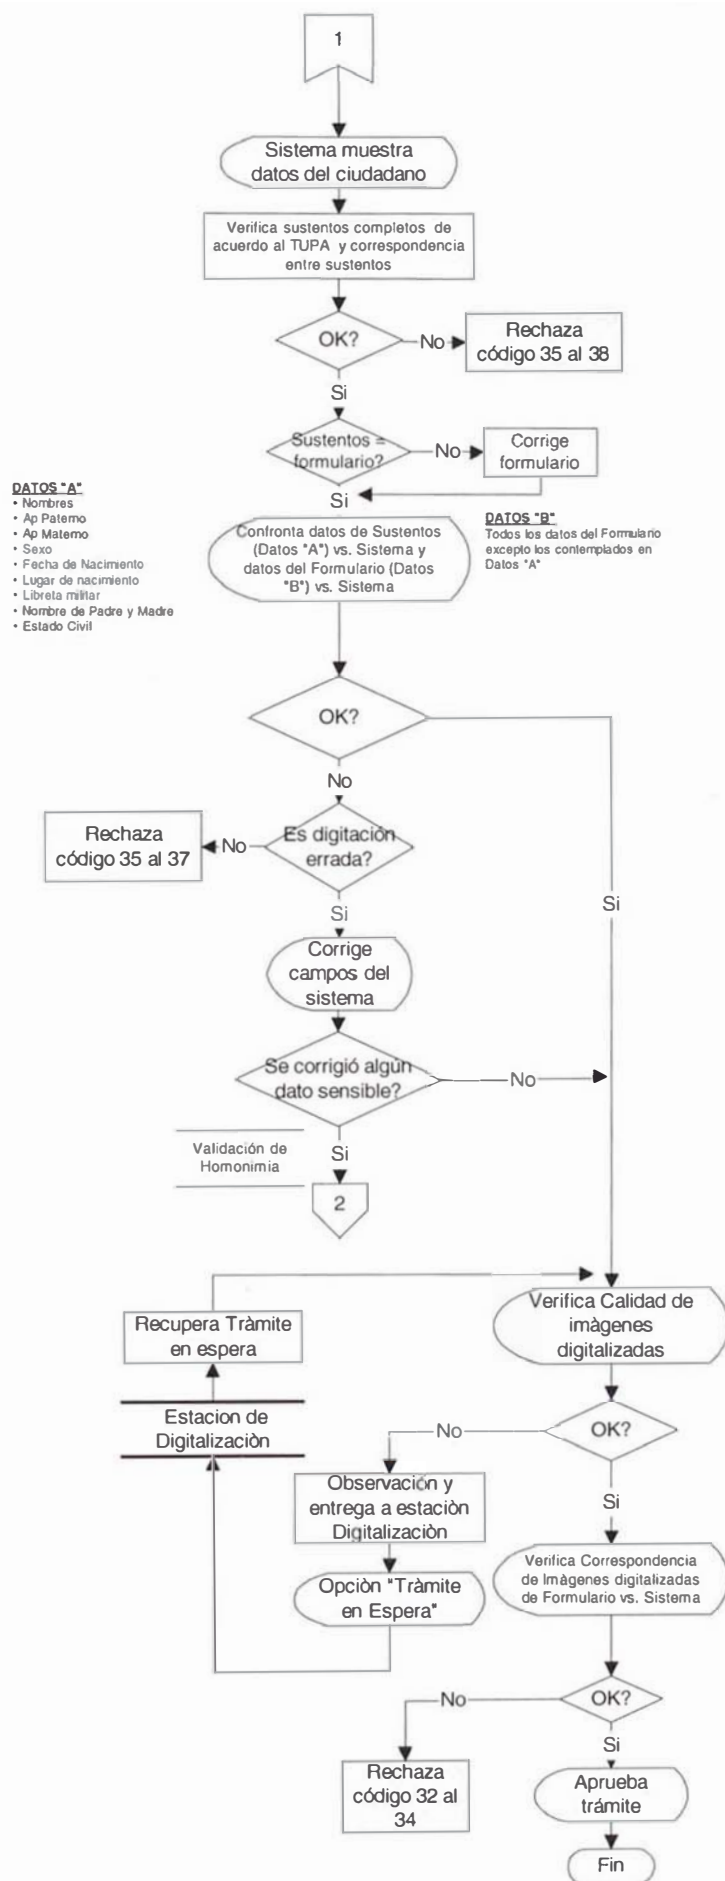 1
Sistema muestra
datos del ciudadano
Verifica sustentos completos de
acuerdo al TUPA y correspondencia
entre sustentos
OK?
No
Rechaza
código 35 al 38
Si
Sustentos =
formulario?
No
Corrige
formulario
Si
DATOS "A"
• Nombres
• Ap Paterno
• Ap Materno
• Sexo
• Fecha de Nacimiento
• Lugar de nacimiento
• Libreta militar
• Nombre de Padre y Madre
• Estado Civil
Confronta datos de Sustentos
(Datos "A") vs. Sistema y
datos del Formulario (Datos
"B") vs. Sistema
DATOS "B"
Todos los datos del Formulario
excepto los contemplados en
Datos "A"
OK?
No
Si
Es digitación
errada?
No
Rechaza
código 35 al 37
Si
Corrige
campos del
sistema
Se corrigió algún
dato sensible?
No
Si
Validación de
Homonimia
2
Verifica Calidad de
imàgenes
digitalizadas
Recupera Tràmite
en espera
Estacion de
Digitalizaciòn
OK?
No
Observación y
entrega a estaciòn
Digitalizaciòn
Opciòn "Tràmite
en Espera"
Si
Verifica Correspondencia
de Imàgenes digitalizadas
de Formulario vs. Sistema
OK?
No
Rechaza
código 32 al
34
Si
Aprueba
trámite
Fin